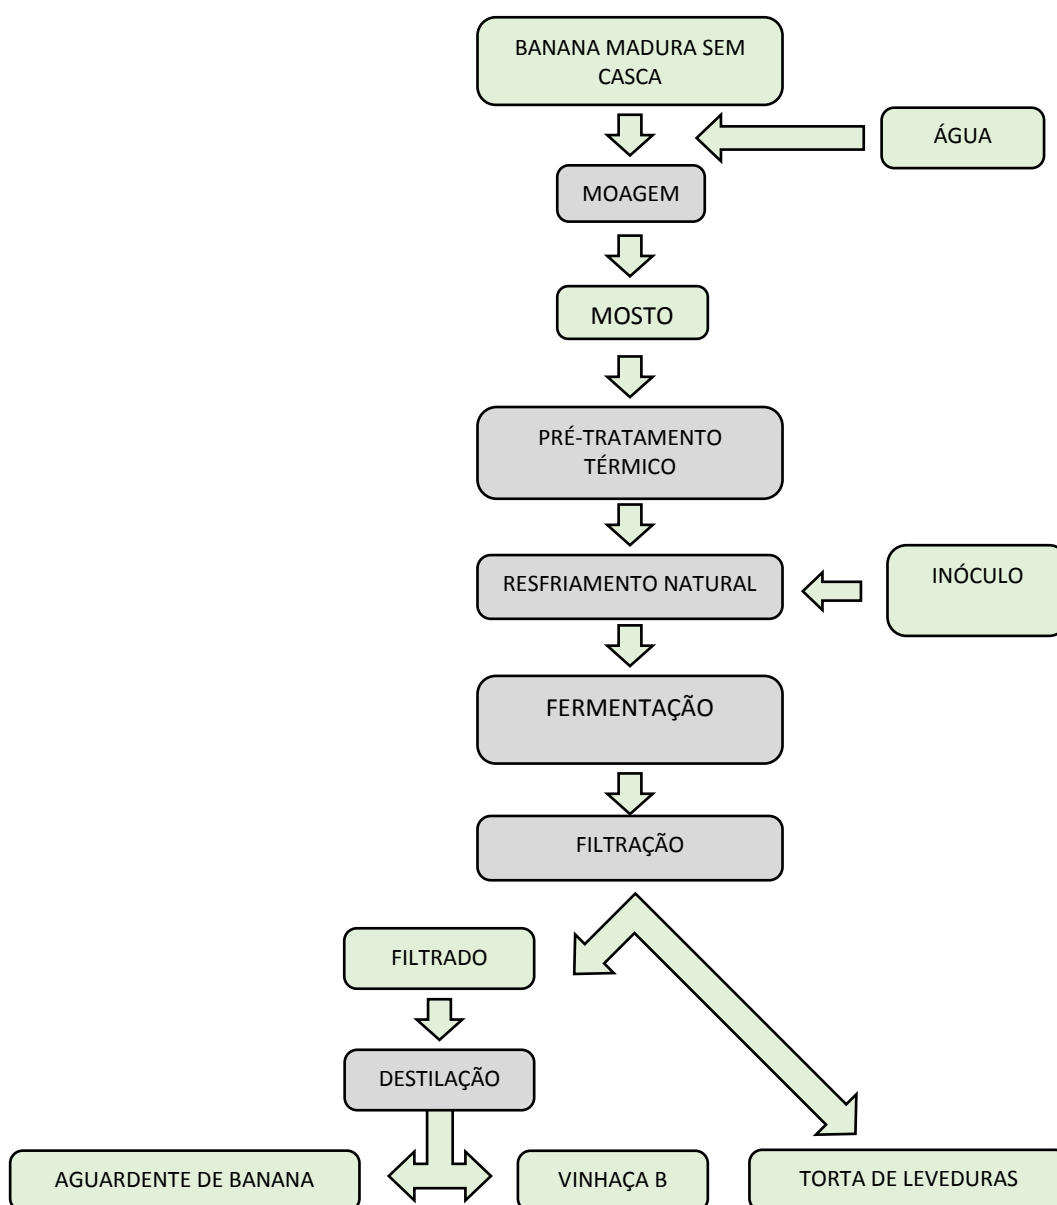 BANANA MADURA SEM
CASCA
ÁGUA
MOAGEM
MOSTO
PRÉ-TRATAMENTO
TÉRMICO
RESFRIAMENTO NATURAL
INÓCULO
FERMENTAÇÃO
FILTRAÇÃO
FILTRADO
DESTILAÇÃO
AGUARDENTE DE BANANA
VINHAÇA B
TORTA DE LEVEDURAS